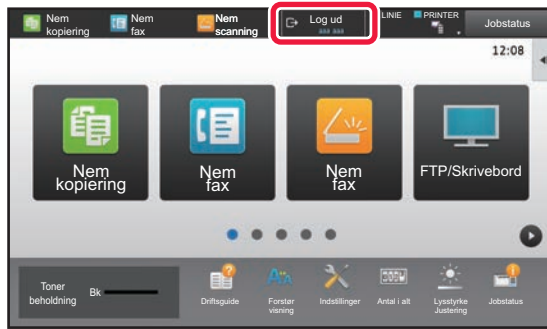 Nem
kopiering
Nem
fax
Nem
scanning
Log ud
LINIE
PRINTER
Jobstatus
12:08
Nem
kopiering
Nem
fax
Nem
fax
FTP/Skrivebord
Toner
beholdning
Bk
Driftsguide
Forstør
visning
Indstillinger
Antal i alt
Lysstyrke
Justering
Jobstatus